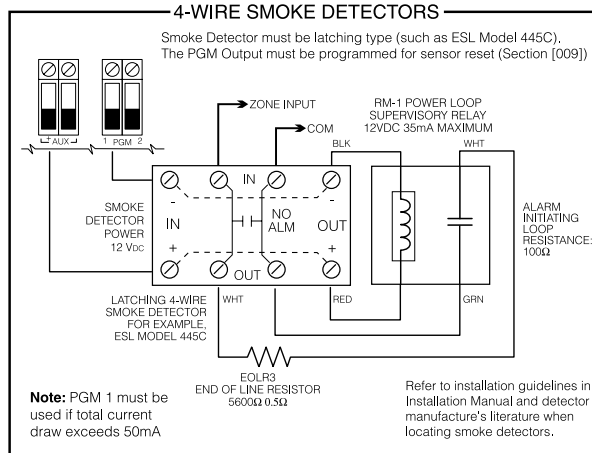 4-WIRE SMOKE DETECTORS
Smoke Detector must be latching type (such as ESL Model 445C).
The PGM Output must be programmed for sensor reset (Section [009])
+ AUX -
1 PGM 2
ZONE INPUT
COM
RM-1 POWER LOOP
SUPERVISORY RELAY
12VDC 35mA MAXIMUM
BLK
WHT
IN
- -
SMOKE
DETECTOR
POWER
12 VDC
IN
NO
ALM
OUT
+ +
OUT
ALARM
INITIATING
LOOP
RESISTANCE:
100Ω
LATCHING 4-WIRE
SMOKE DETECTOR
FOR EXAMPLE,
ESL MODEL 445C
WHT
RED
GRN
EOLR3
END OF LINE RESISTOR
5600Ω 0.5Ω
Note: PGM 1 must be
used if total current
draw exceeds 50mA
Refer to installation guidelines in
Installation Manual and detector
manufacture's literature when
locating smoke detectors.